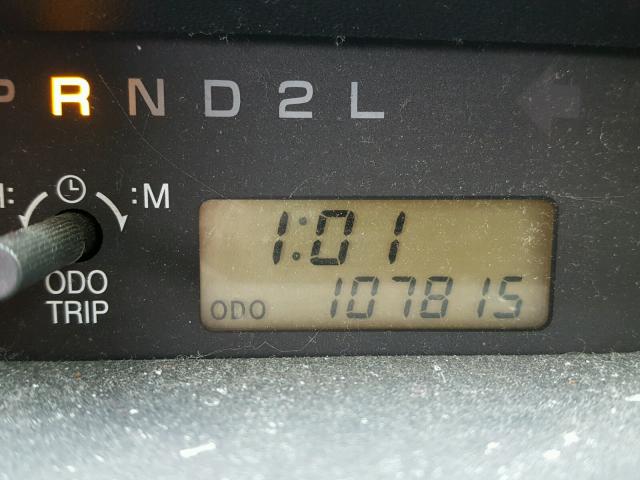 P R N D 2 L
H: :M
1:01
ODO 107815
ODO
TRIP